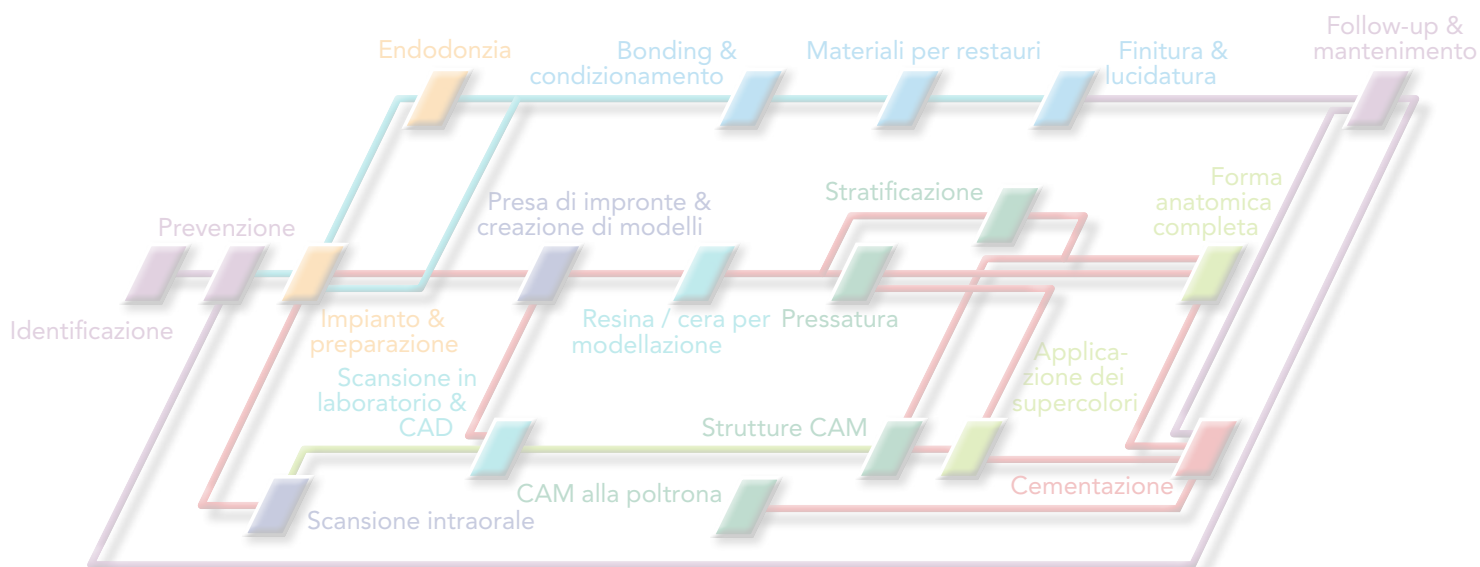 Follow-up &
mantenimento
Endodonzia
Bonding &
condizionamento
Materiali per restauri
Finitura &
lucidatura
Stratificazione
Forma
anatomica
completa
Presa di impronte &
creazione di modelli
Prevenzione
Identificazione
Impianto &
preparazione
Resina / cera per
modellazione
Pressatura
Applica-
zione dei
supercolori
Scansione in
laboratorio &
CAD
Strutture CAM
CAM alla poltrona
Cementazione
Scansione intraorale